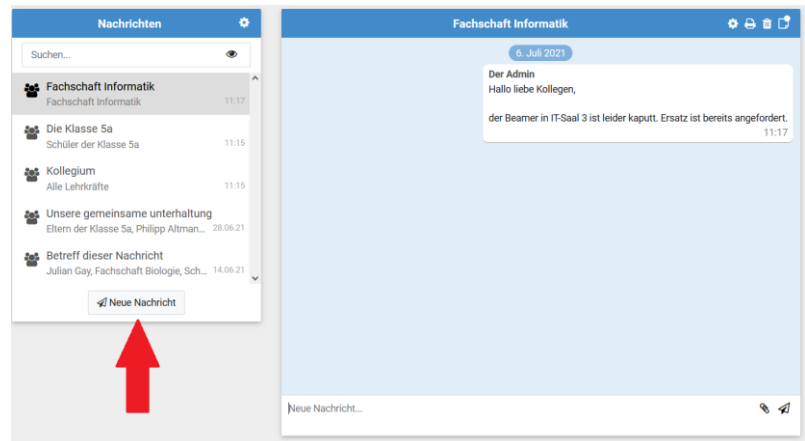 Nachrichten
Suchen...
Fachschaft Informatik
Fachschaft Informatik 11:17
Die Klasse 5a
Schüler der Klasse 5a 11:15
Kollegium
Alle Lehrkräfte 11:15
Unsere gemeinsame unterhaltung
Eltern der Klasse 5a, Philipp Altman... 28.06.21
Betreff dieser Nachricht
Julian Gay, Fachschaft Biologie, Sch... 14.06.21
Neue Nachricht
Fachschaft Informatik
6. Juli 2021
Der Admin
Hallo liebe Kollegen,
der Beamer in IT-Saal 3 ist leider kaputt. Ersatz ist bereits angefordert.
11:17
Neue Nachricht...